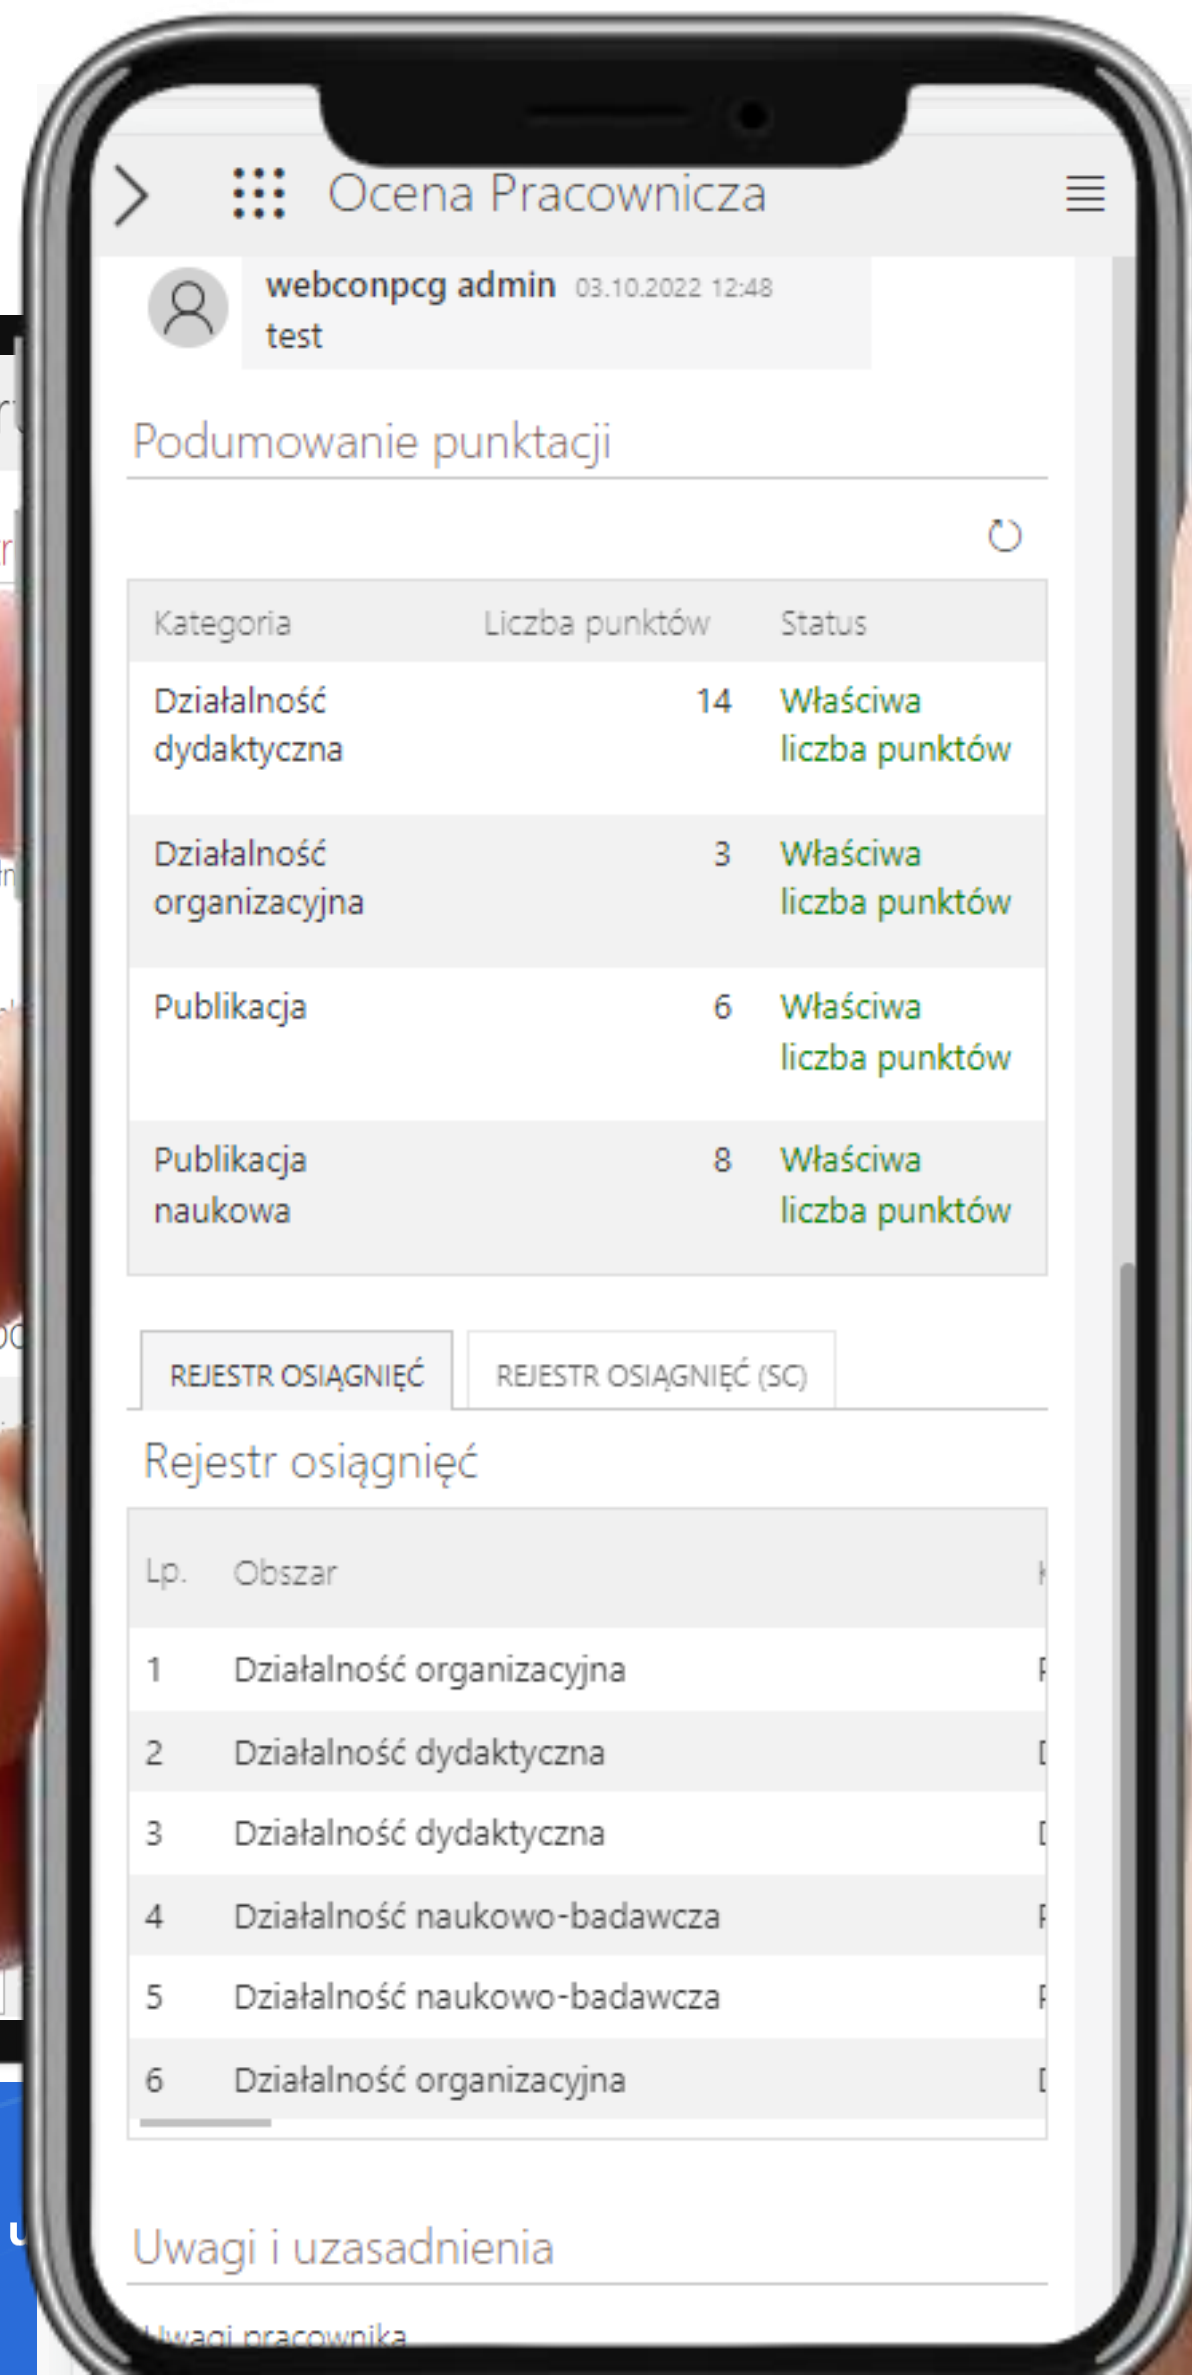 Ocena Pracownicza
webconpcg admin 03.10.2022 12:48
test
Podumowanie punktacji
Kategoria Liczba punktów Status
Działalność dydaktyczna 14 Właściwa liczba punktów
Działalność organizacyjna 3 Właściwa liczba punktów
Publikacja 6 Właściwa liczba punktów
Publikacja naukowa 8 Właściwa liczba punktów
REJESTR OSIĄGNIĘĆ REJESTR OSIĄGNIĘĆ (SC)
Rejestr osiągnięć
Lp. Obszar
1 Działalność organizacyjna
2 Działalność dydaktyczna
3 Działalność dydaktyczna
4 Działalność naukowo-badawcza
5 Działalność naukowo-badawcza
6 Działalność organizacyjna
Uwagi i uzasadnienia
Uwagi pracownika